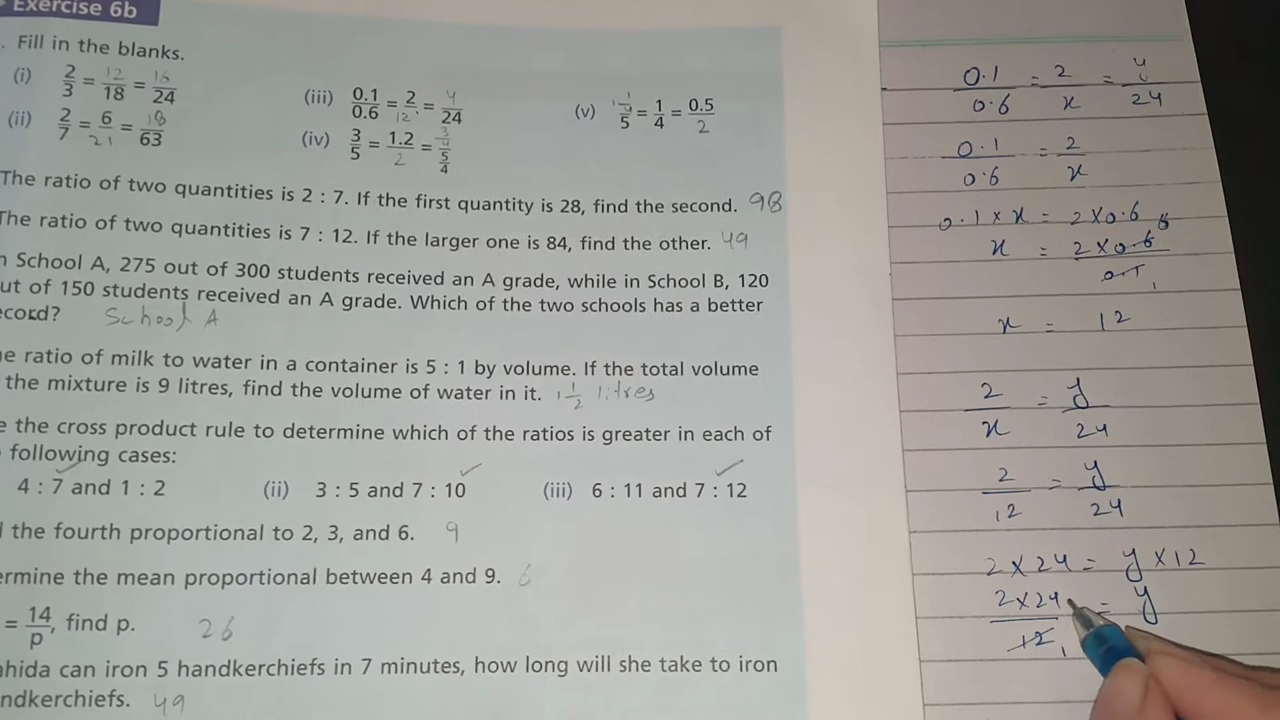 Exercise 6b
. Fill in the blanks.
(i) 2/3 = 12/18 = 16/24
(iii) 0.1/0.6 = 2/12 = 4/24
(v) /5 = 1/4 = 0.5/2
(ii) 2/7 = 6/21 = 18/63
(iv) 3/5 = 1.2/2 = 3/4 / 5/4
The ratio of two quantities is 2 : 7. If the first quantity is 28, find the second. 98
The ratio of two quantities is 7 : 12. If the larger one is 84, find the other. 49
n School A, 275 out of 300 students received an A grade, while in School B, 120
ut of 150 students received an A grade. Which of the two schools has a better
ecord? School A
e ratio of milk to water in a container is 5 : 1 by volume. If the total volume
the mixture is 9 litres, find the volume of water in it. 1 1/2 litres
e the cross product rule to determine which of the ratios is greater in each of
following cases:
4 : 7 and 1 : 2 (ii) 3 : 5 and 7 : 10 (iii) 6 : 11 and 7 : 12
the fourth proportional to 2, 3, and 6. 9
ermine the mean proportional between 4 and 9. 6
= 14/p, find p. 26
ahida can iron 5 handkerchiefs in 7 minutes, how long will she take to iron
ndkerchiefs. 49
0.1/0.6 = 2/x = y/24
0.1/0.6 = 2/x
0.1 × x = 2 × 0.6
x = 2 × 0.6 6 / 0.1 1
x = 12
2/x = y/24
2/12 = y/24
2 × 24 = y × 12
2 × 24 / 12 1 = y